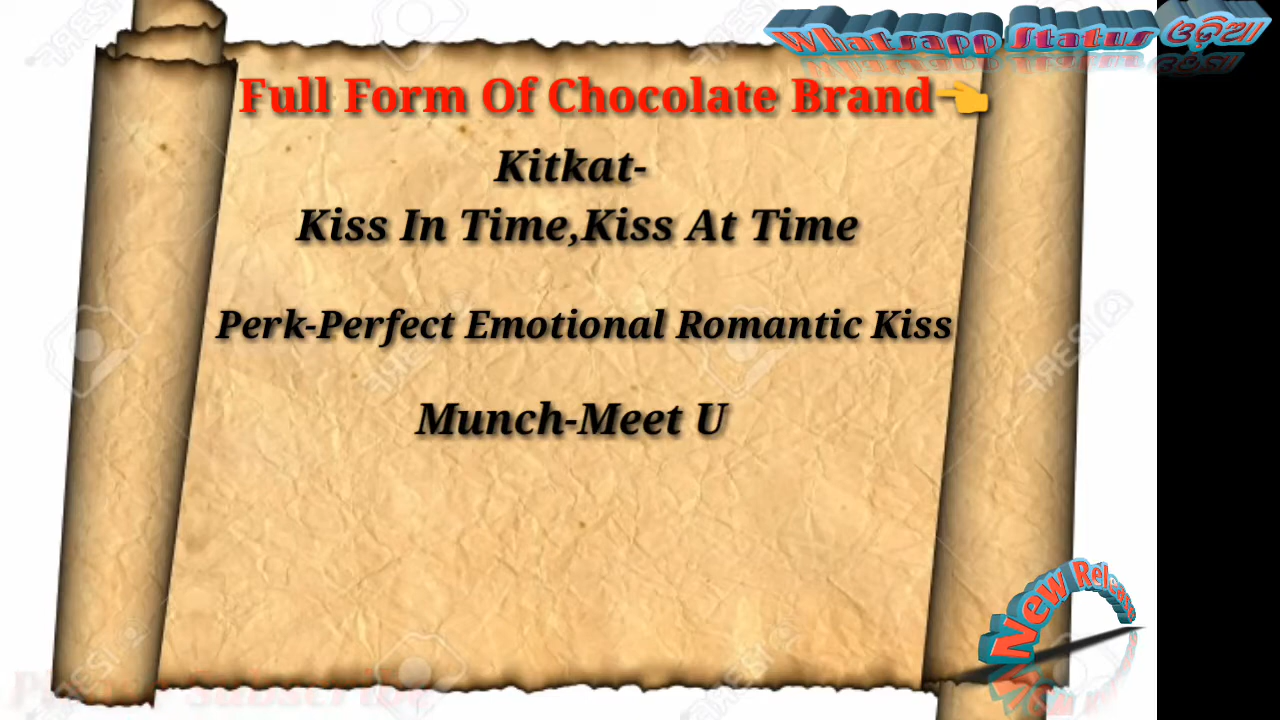 Whatsapp Status ଓଡ଼ିଆ
Full Form Of Chocolate Brand👈
Kitkat-
Kiss In Time,Kiss At Time
Perk-Perfect Emotional Romantic Kiss
Munch-Meet U
New Release